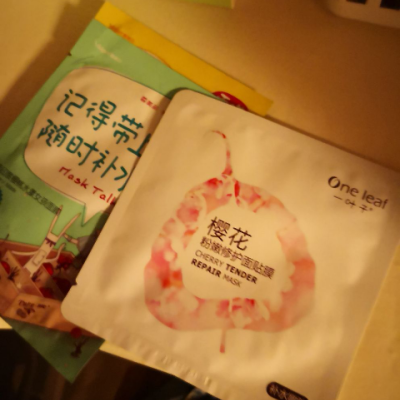 记得带上
随时补水
Mask Talk
One leaf
一叶子
樱花
粉嫩修护面贴膜
CHERRY TENDER
REPAIR MASK